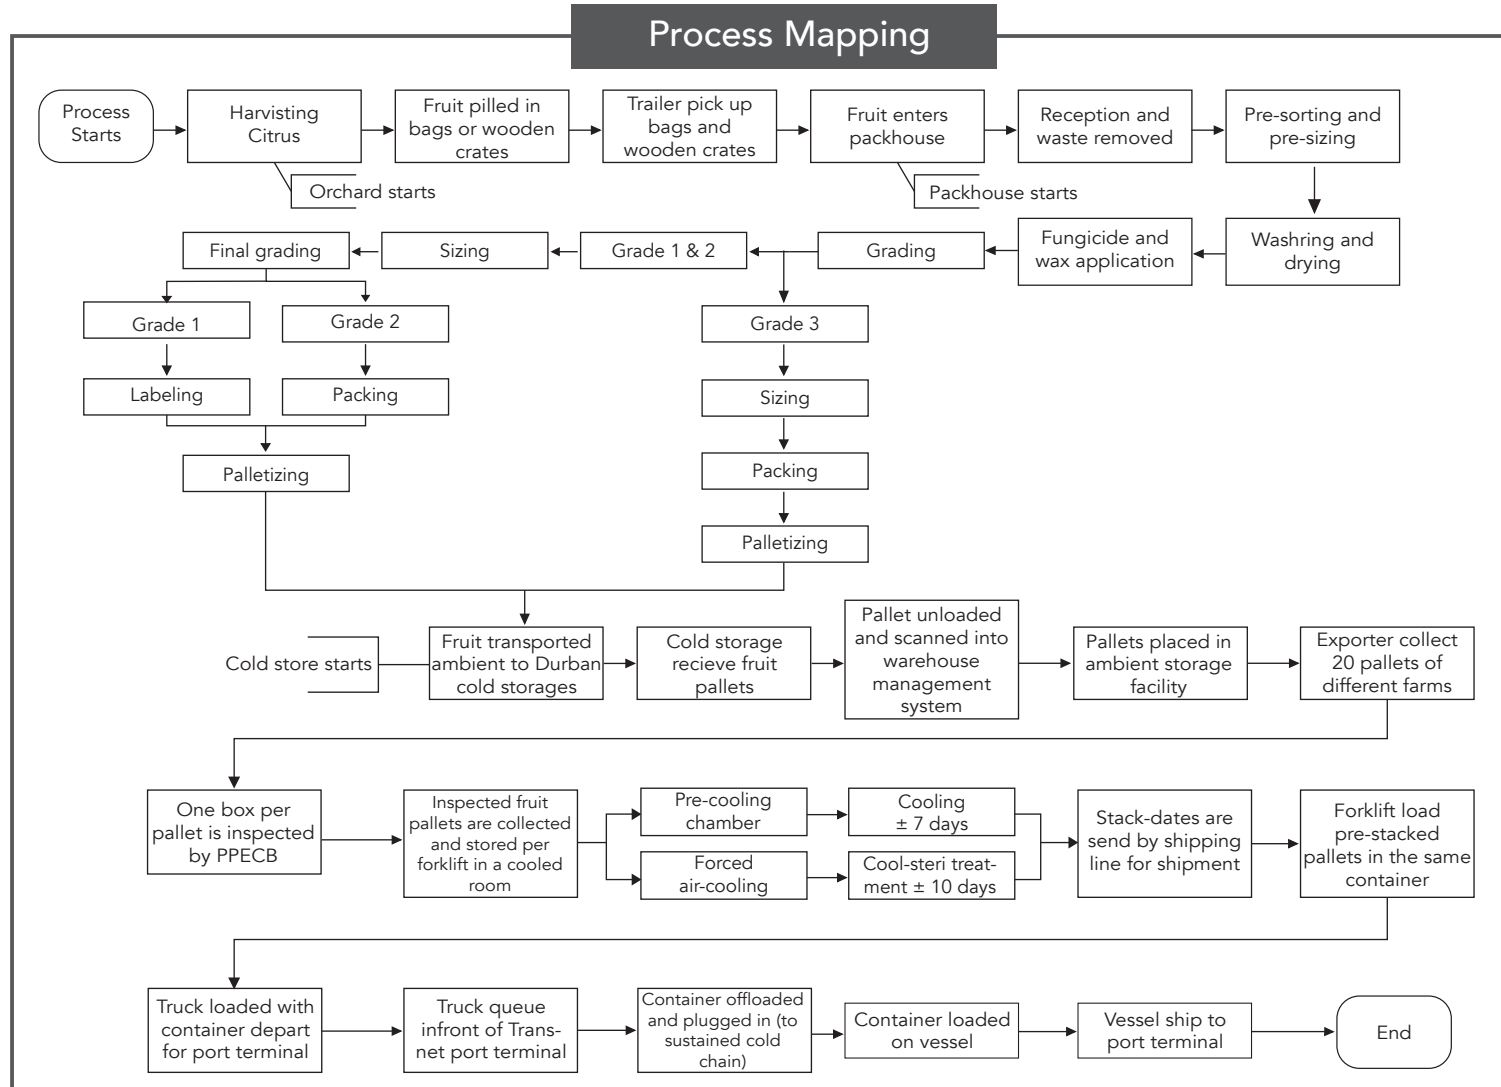 Process Mapping
Process
Starts
Harvisting
Citrus
Fruit pilled in
bags or wooden
crates
Trailer pick up
bags and
wooden crates
Fruit enters
packhouse
Reception and
waste removed
Pre-sorting and
pre-sizing
Orchard starts
Packhouse starts
Washring and
drying
Fungicide and
wax application
Grading
Grade 1 & 2
Sizing
Final grading
Grade 1
Grade 2
Grade 3
Labeling
Packing
Sizing
Palletizing
Packing
Palletizing
Cold store starts
Fruit transported
ambient to Durban
cold storages
Cold storage
recieve fruit
pallets
Pallet unloaded
and scanned into
warehouse
management
system
Pallets placed in
ambient storage
facility
Exporter collect
20 pallets of
different farms
One box per
pallet is inspected
by PPECB
Inspected fruit
pallets are collected
and stored per
forklift in a cooled
room
Pre-cooling
chamber
Cooling
± 7 days
Forced
air-cooling
Cool-steri treat-
ment ± 10 days
Stack-dates are
send by shipping
line for shipment
Forklift load
pre-stacked
pallets in the same
container
Truck loaded with
container depart
for port terminal
Truck queue
infront of Trans-
net port terminal
Container offloaded
and plugged in (to
sustained cold
chain)
Container loaded
on vessel
Vessel ship to
port terminal
End